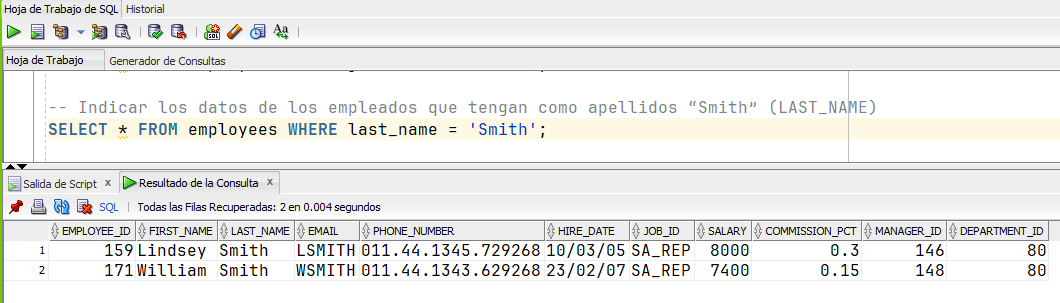 Hoja de Trabajo de SQL Historial
Hoja de Trabajo Generador de Consultas
-- Indicar los datos de los empleados que tengan como apellidos “Smith” (LAST_NAME)
SELECT * FROM employees WHERE last_name = 'Smith';
Salida de Script x Resultado de la Consulta x
SQL | Todas las Filas Recuperadas: 2 en 0.004 segundos
EMPLOYEE_ID FIRST_NAME LAST_NAME EMAIL PHONE_NUMBER HIRE_DATE JOB_ID SALARY COMMISSION_PCT MANAGER_ID DEPARTMENT_ID
1 159 Lindsey Smith LSMITH 011.44.1345.729268 10/03/05 SA_REP 8000 0.3 146 80
2 171 William Smith WSMITH 011.44.1343.629268 23/02/07 SA_REP 7400 0.15 148 80